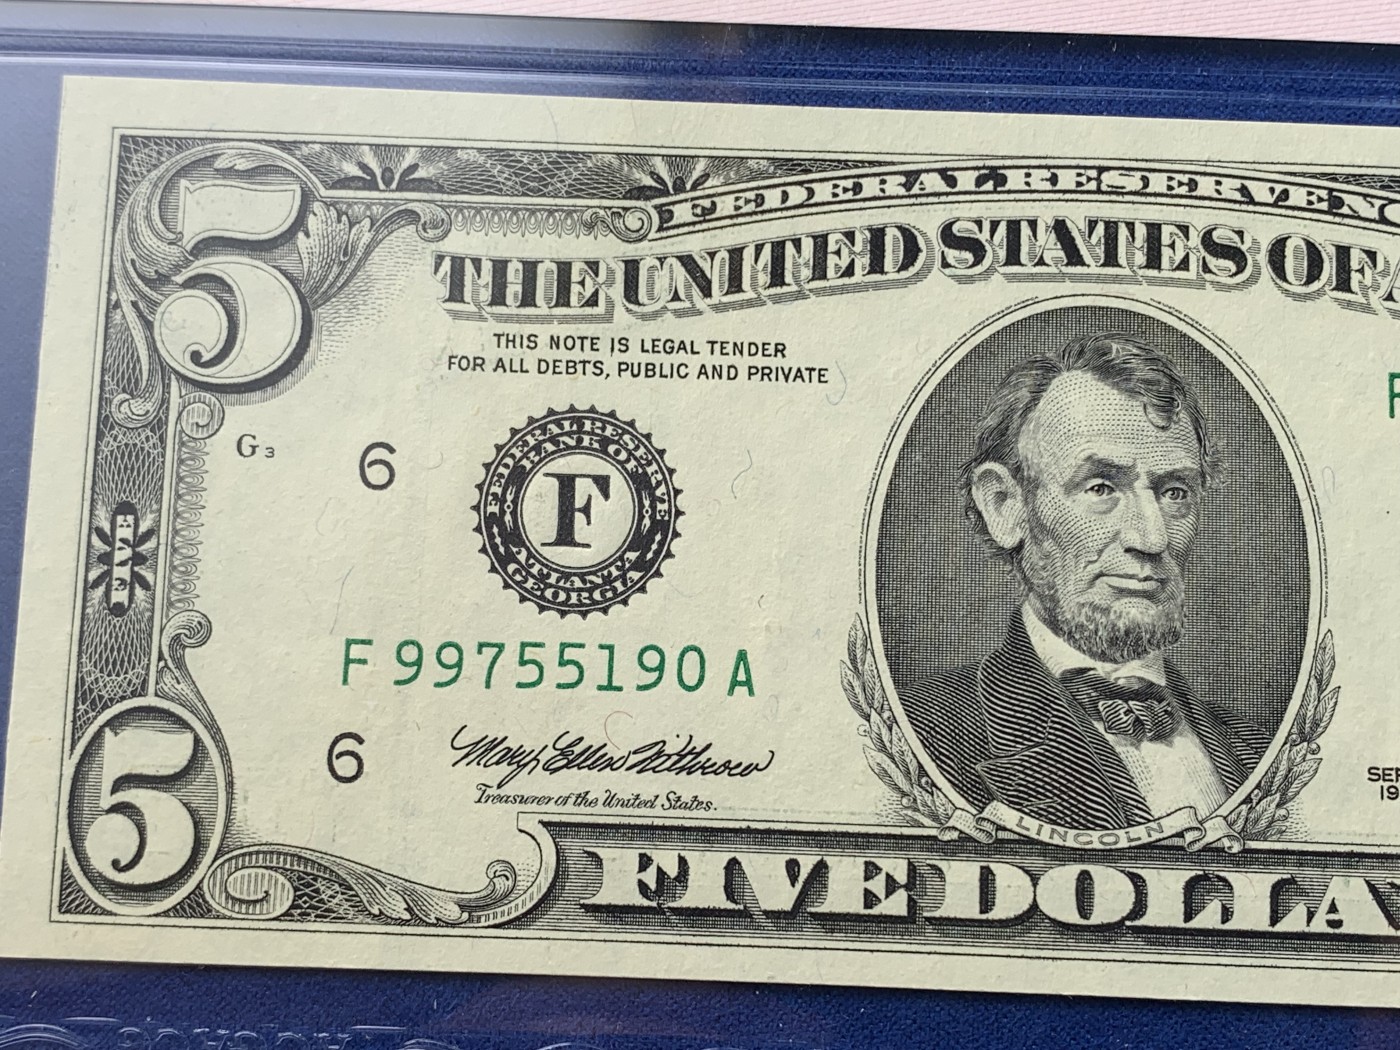 5
FEDERAL RESERVE N
THE UNITED STATES OF A
THIS NOTE IS LEGAL TENDER
FOR ALL DEBTS, PUBLIC AND PRIVATE
G3
6
FEDERAL RESERVE
BANK OF
F
ATLANTA
GEORGIA
FIVE
F 99755190 A
6
Mary Ellen Withrow
Treasurer of the United States.
SER
19
LINCOLN
5
FIVE DOLLA